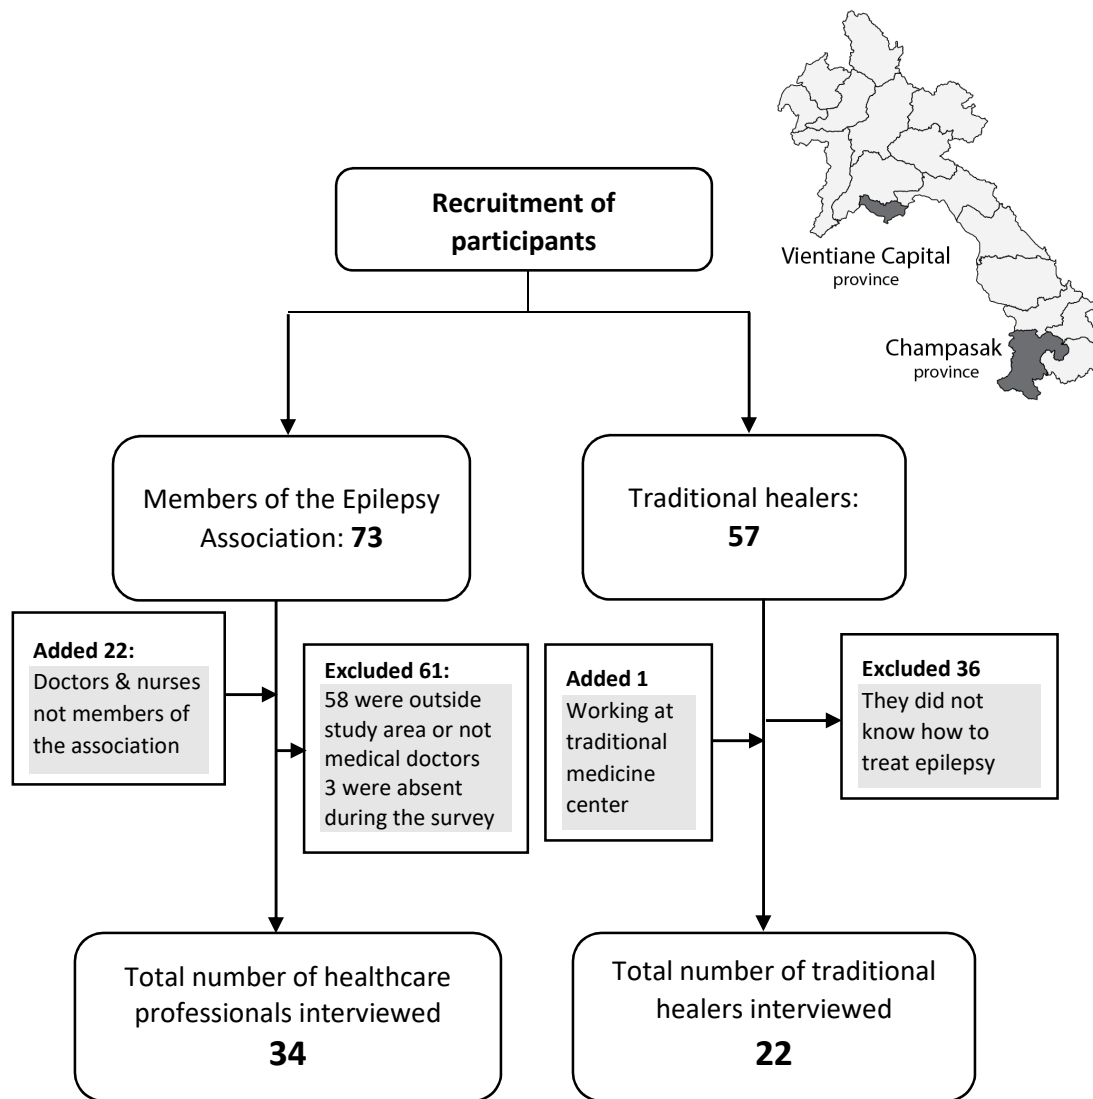 Recruitment of
participants
Vientiane Capital
province
Champasak
province
Members of the Epilepsy
Association: 73
Traditional healers:
57
Added 22:
Doctors & nurses
not members of
the association
Excluded 61:
58 were outside
study area or not
medical doctors
3 were absent
during the survey
Added 1
Working at
traditional
medicine
center
Excluded 36
They did not
know how to
treat epilepsy
Total number of healthcare
professionals interviewed
34
Total number of traditional
healers interviewed
22